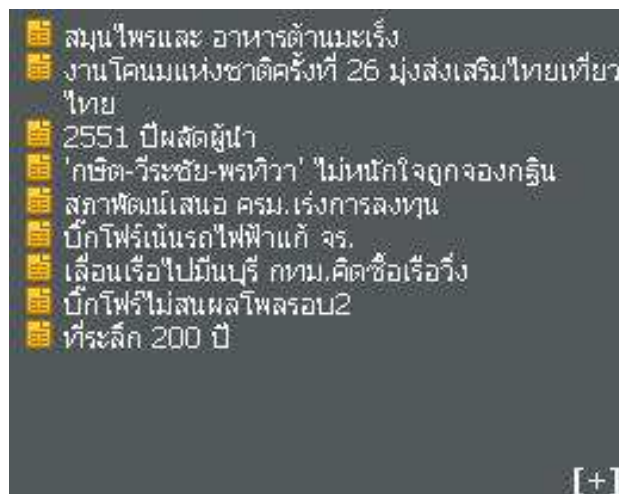 สมุนไพรและ อาหารต้านมะเร็ง
งานโคนมแห่งชาติครั้งที่ 26 มุ่งส่งเสริมไทยเที่ยว
ไทย
2551 ปีผลัดผู้นำ
'กษิต-วีระชัย-พรทิวา' ไม่หนักใจถูกจองกฐิน
สภาพัฒน์เสนอ ครม.เร่งการลงทุน
บิ๊กโฟร์เน้นรถไฟฟ้าแก้ จร.
เลื่อนเรือไปมีนบุรี กทม.คิดซื้อเรือวิ่ง
บิ๊กโฟร์ไม่สนผลโพลรอบ2
ที่ระลึก 200 ปี
[+]